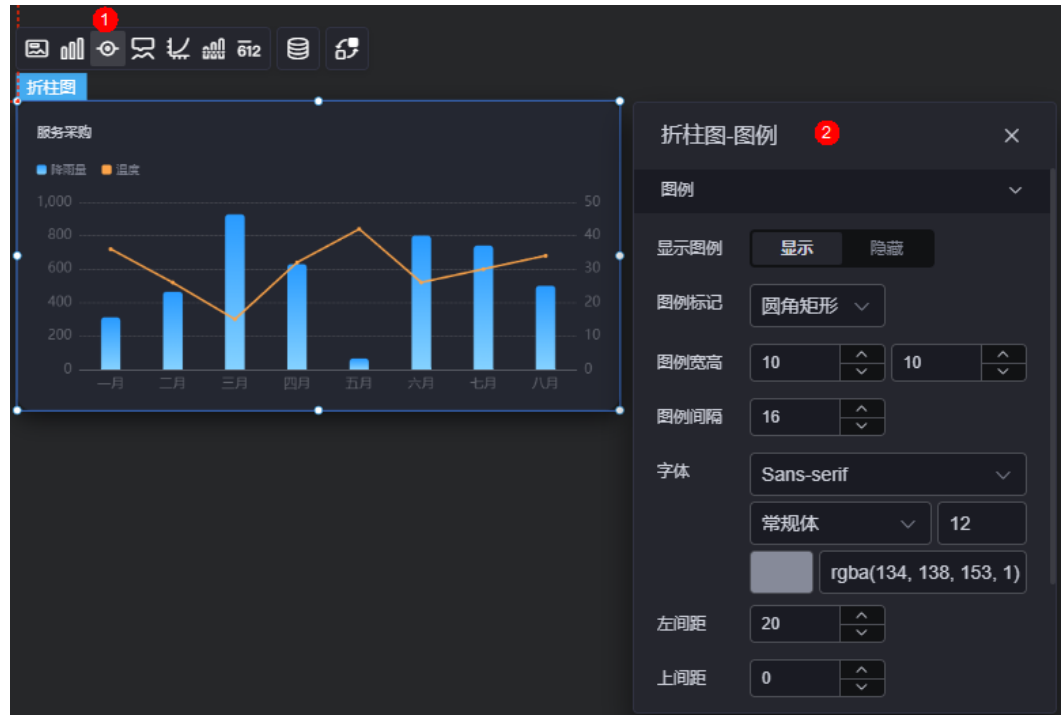 1
612
折柱图
服务采购
降雨量 温度
1,000 50
800 40
600 30
400 20
200 10
0 0
一月 二月 三月 四月 五月 六月 七月 八月
折柱图-图例 2
图例
显示图例 显示 隐藏
图例标记 圆角矩形
图例宽高 10 10
图例间隔 16
字体 Sans-serif
常规体 12
rgba(134, 138, 153, 1)
左间距 20
上间距 0